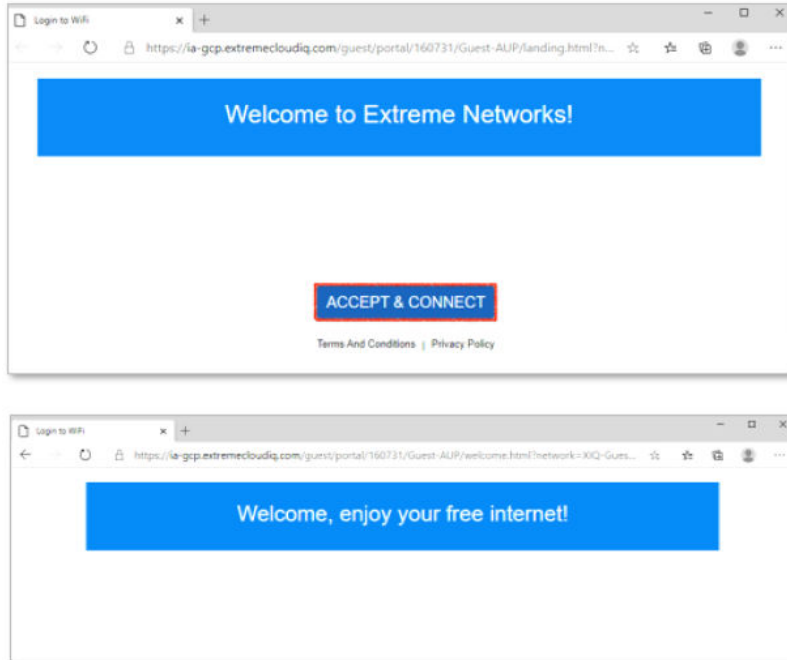 Login to WiFi
https://ia-gcp.extremecloudiq.com/guest/portal/160731/Guest-AUP/landing.html?n...
Welcome to Extreme Networks!
ACCEPT & CONNECT
Terms And Conditions | Privacy Policy
Login to WiFi
https://ia-gcp.extremecloudiq.com/guest/portal/160731/Guest-AUP/welcome.html?network=XIQ-Gues...
Welcome, enjoy your free internet!